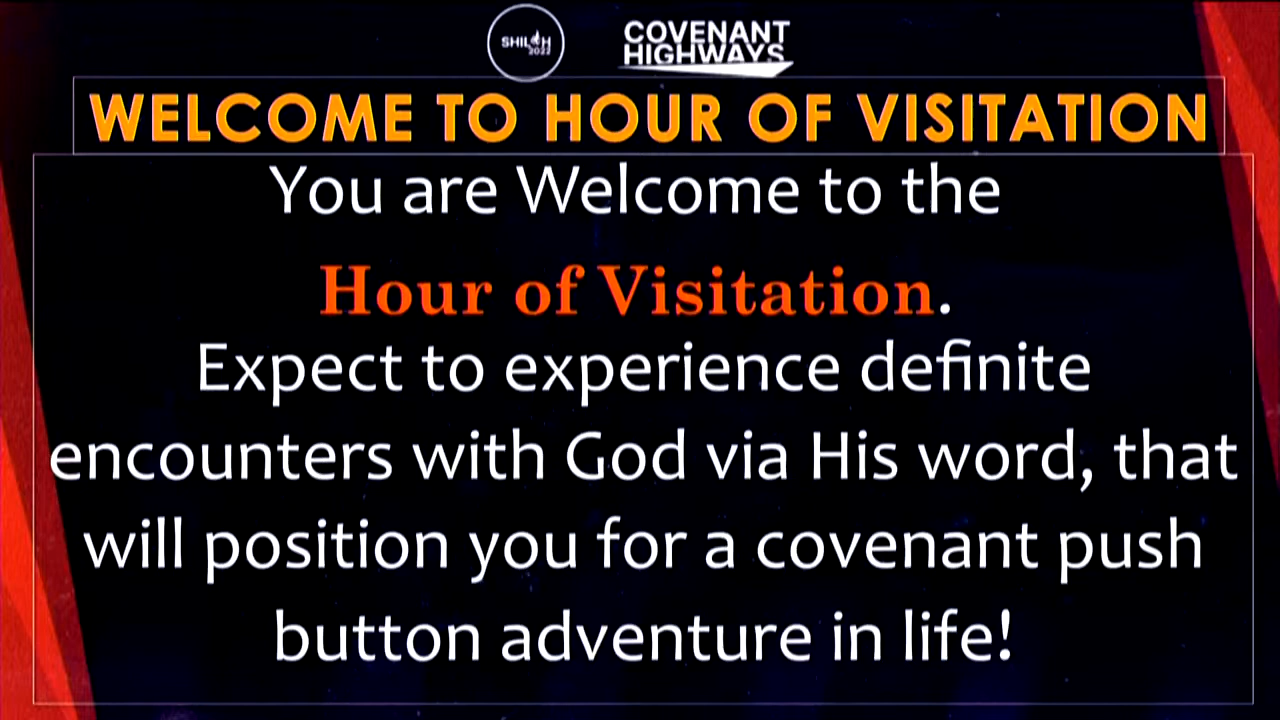 SHILOH
2022
COVENANT
HIGHWAYS
WELCOME TO HOUR OF VISITATION
You are Welcome to the
Hour of Visitation.
Expect to experience definite
encounters with God via His word, that
will position you for a covenant push
button adventure in life!